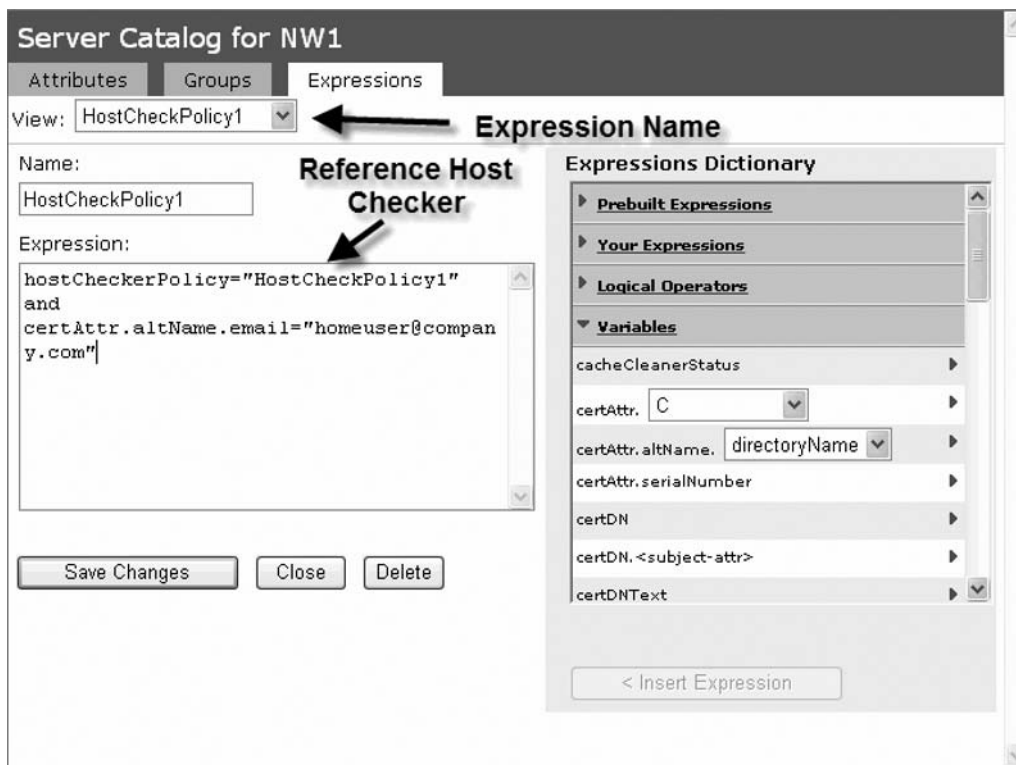 Server Catalog for NW1
Attributes Groups Expressions
View: HostCheckPolicy1
Expression Name
Name:
HostCheckPolicy1
Reference Host
Checker
Expression:
hostCheckerPolicy="HostCheckPolicy1"
and
certAttr.altName.email="homeuser@compan
y.com"
Save Changes Close Delete
Expressions Dictionary
Prebuilt Expressions
Your Expressions
Logical Operators
Variables
cacheCleanerStatus
certAttr. C
certAttr.altName. directoryName
certAttr.serialNumber
certDN
certDN.<subject-attr>
certDNText
< Insert Expression